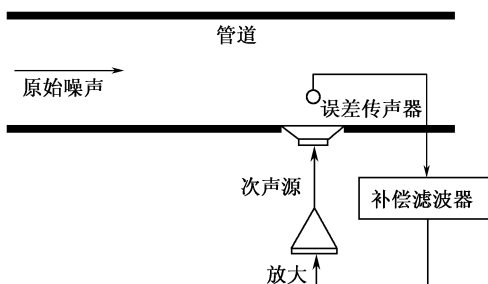 管道
原始噪声
误差传声器
次声源
补偿滤波器
放大